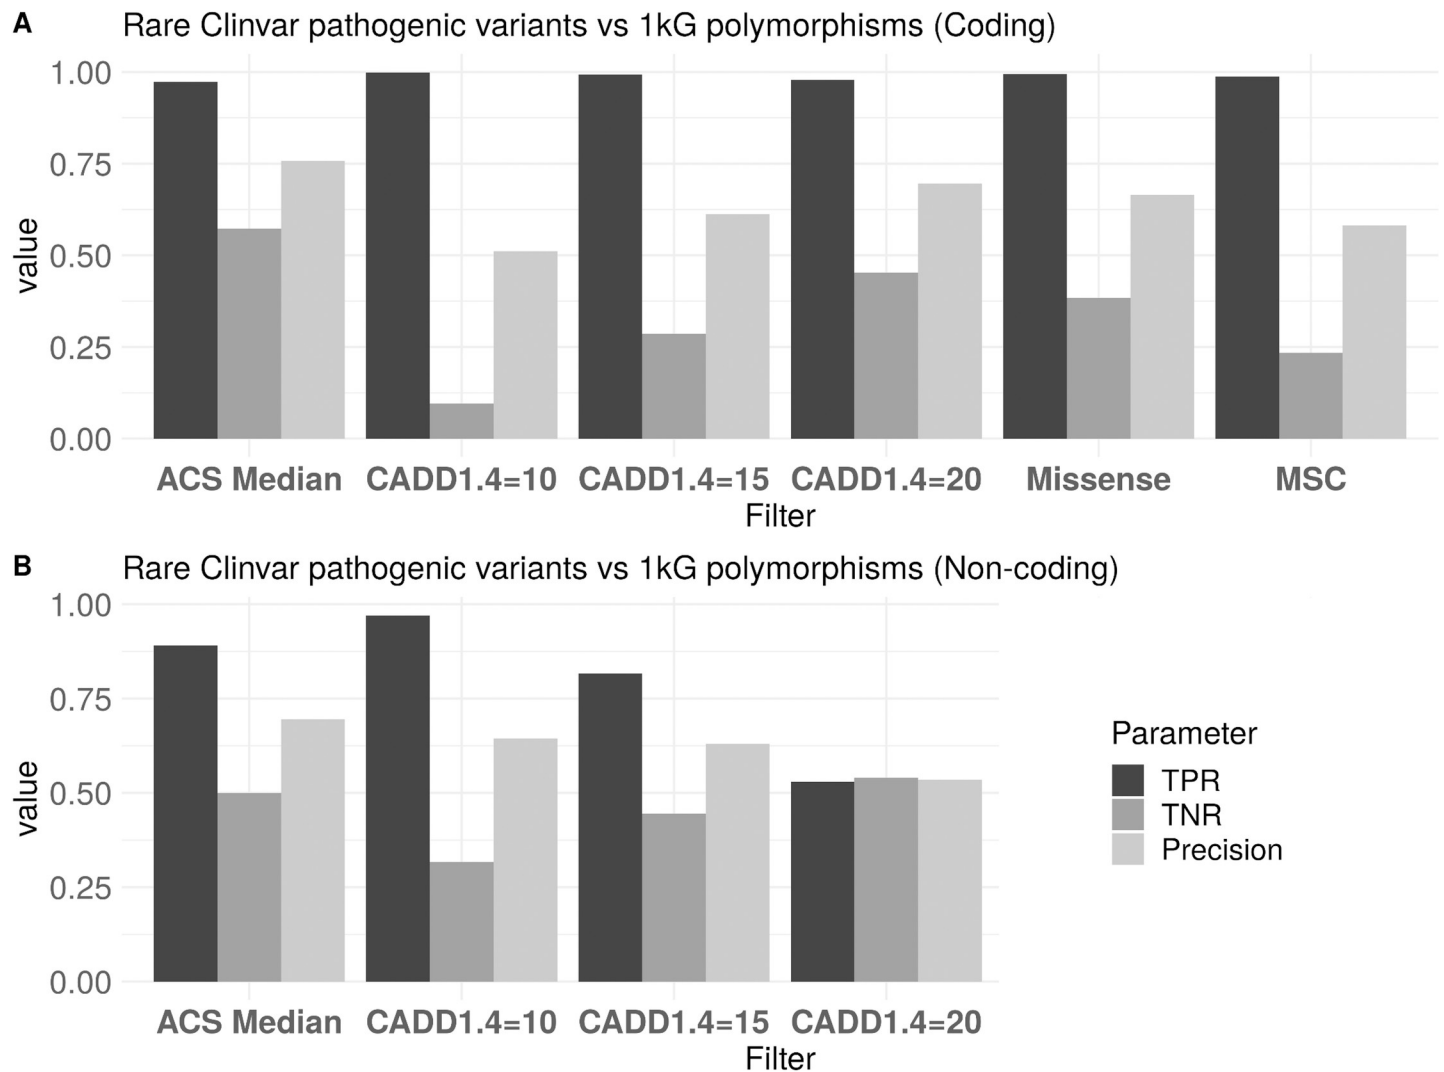 A
Rare Clinvar pathogenic variants vs 1kG polymorphisms (Coding)
1.00
0.75
0.50
0.25
0.00
value
ACS Median CADD1.4=10 CADD1.4=15 CADD1.4=20 Missense MSC
Filter
B
Rare Clinvar pathogenic variants vs 1kG polymorphisms (Non-coding)
1.00
0.75
0.50
0.25
0.00
value
ACS Median CADD1.4=10 CADD1.4=15 CADD1.4=20
Filter
Parameter
TPR
TNR
Precision